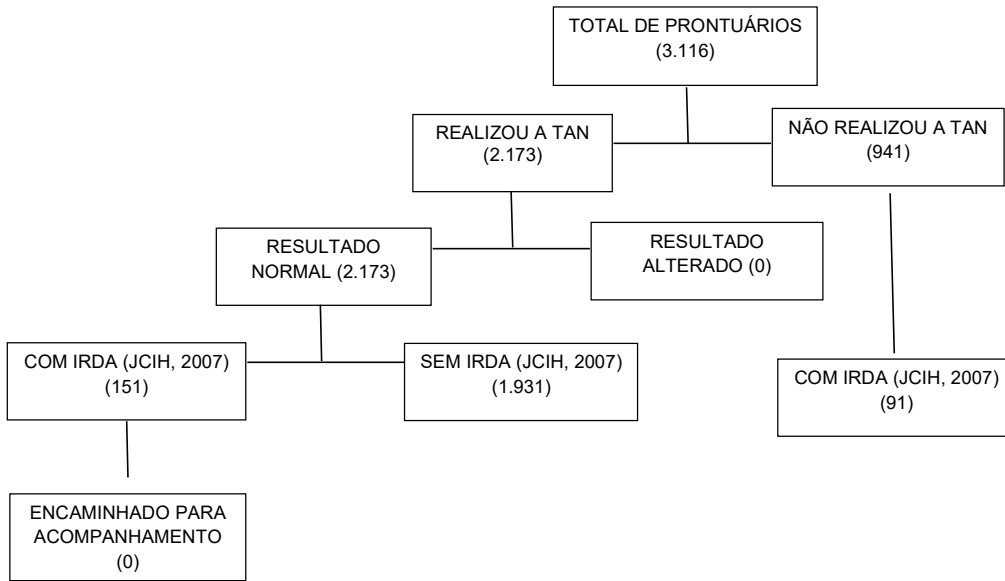 TOTAL DE PRONTUÁRIOS
(3.116)
REALIZOU A TAN
(2.173)
NÃO REALIZOU A TAN
(941)
RESULTADO
NORMAL (2.173)
RESULTADO
ALTERADO (0)
COM IRDA (JCIH, 2007)
(151)
SEM IRDA (JCIH, 2007)
(1.931)
COM IRDA (JCIH, 2007)
(91)
ENCAMINHADO PARA
ACOMPANHAMENTO
(0)